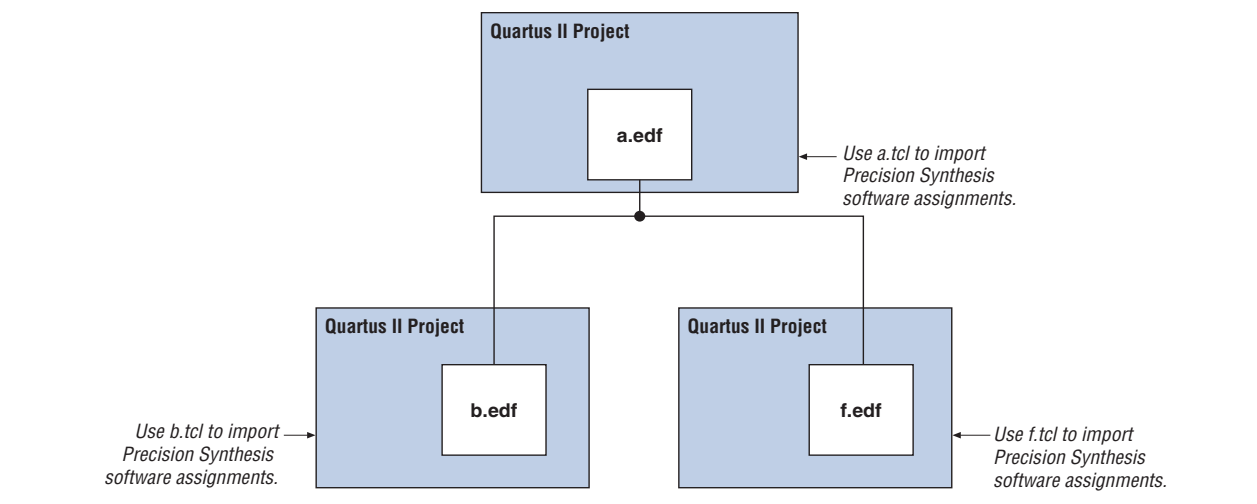 Quartus II Project
a.edf
Use a.tcl to import
Precision Synthesis
software assignments.
Quartus II Project
b.edf
Use b.tcl to import
Precision Synthesis
software assignments.
Quartus II Project
f.edf
Use f.tcl to import
Precision Synthesis
software assignments.